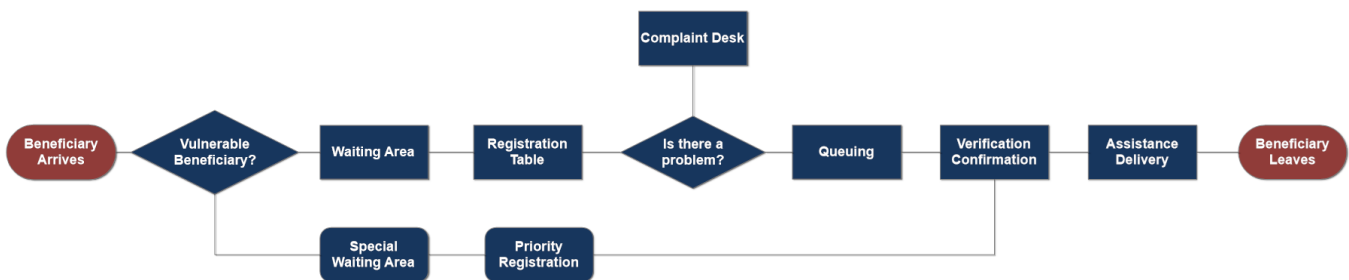 Complaint Desk
Beneficiary
Arrives
Vulnerable
Beneficiary?
Waiting Area
Registration
Table
Is there a
problem?
Queuing
Verification
Confirmation
Assistance
Delivery
Beneficiary
Leaves
Special
Waiting Area
Priority
Registration